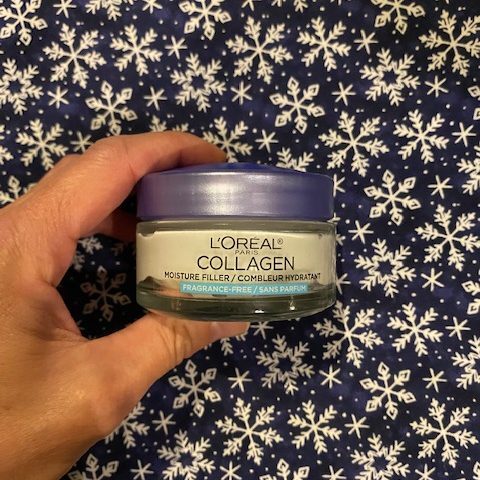 L'ORÉAL®
PARIS
COLLAGEN
MOISTURE FILLER / COMBLEUR HYDRATANT
FRAGRANCE-FREE / SANS PARFUM